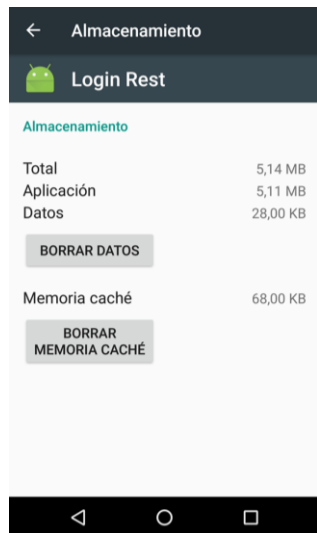 Almacenamiento
Login Rest
Almacenamiento
Total 5,14 MB
Aplicación 5,11 MB
Datos 28,00 KB
BORRAR DATOS
Memoria caché 68,00 KB
BORRAR
MEMORIA CACHÉ